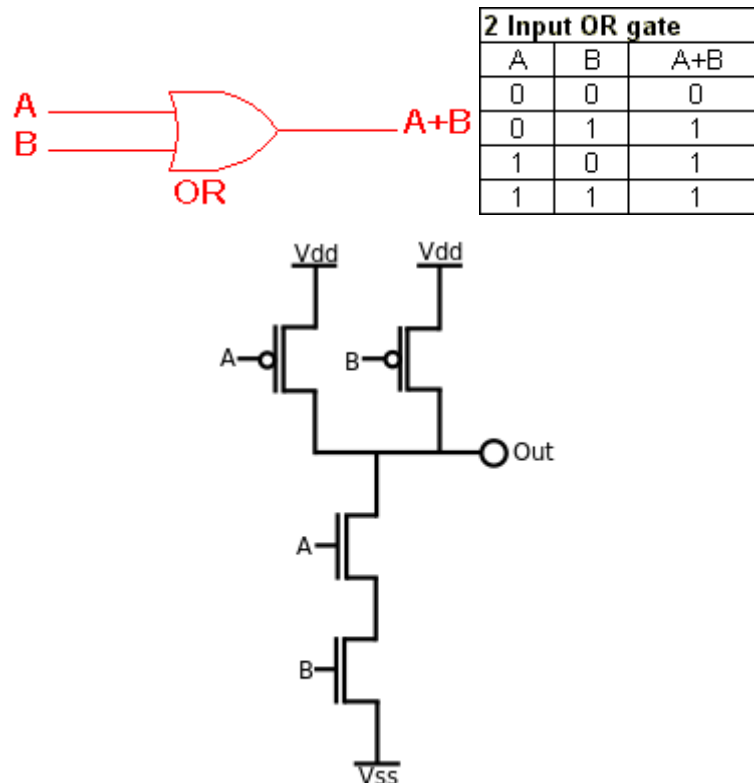 2 Input OR gate
A B A+B
0 0 0
0 1 1
1 0 1
1 1 1
A
B
A+B
OR
Vdd Vdd
A B
Out
A
B
Vss